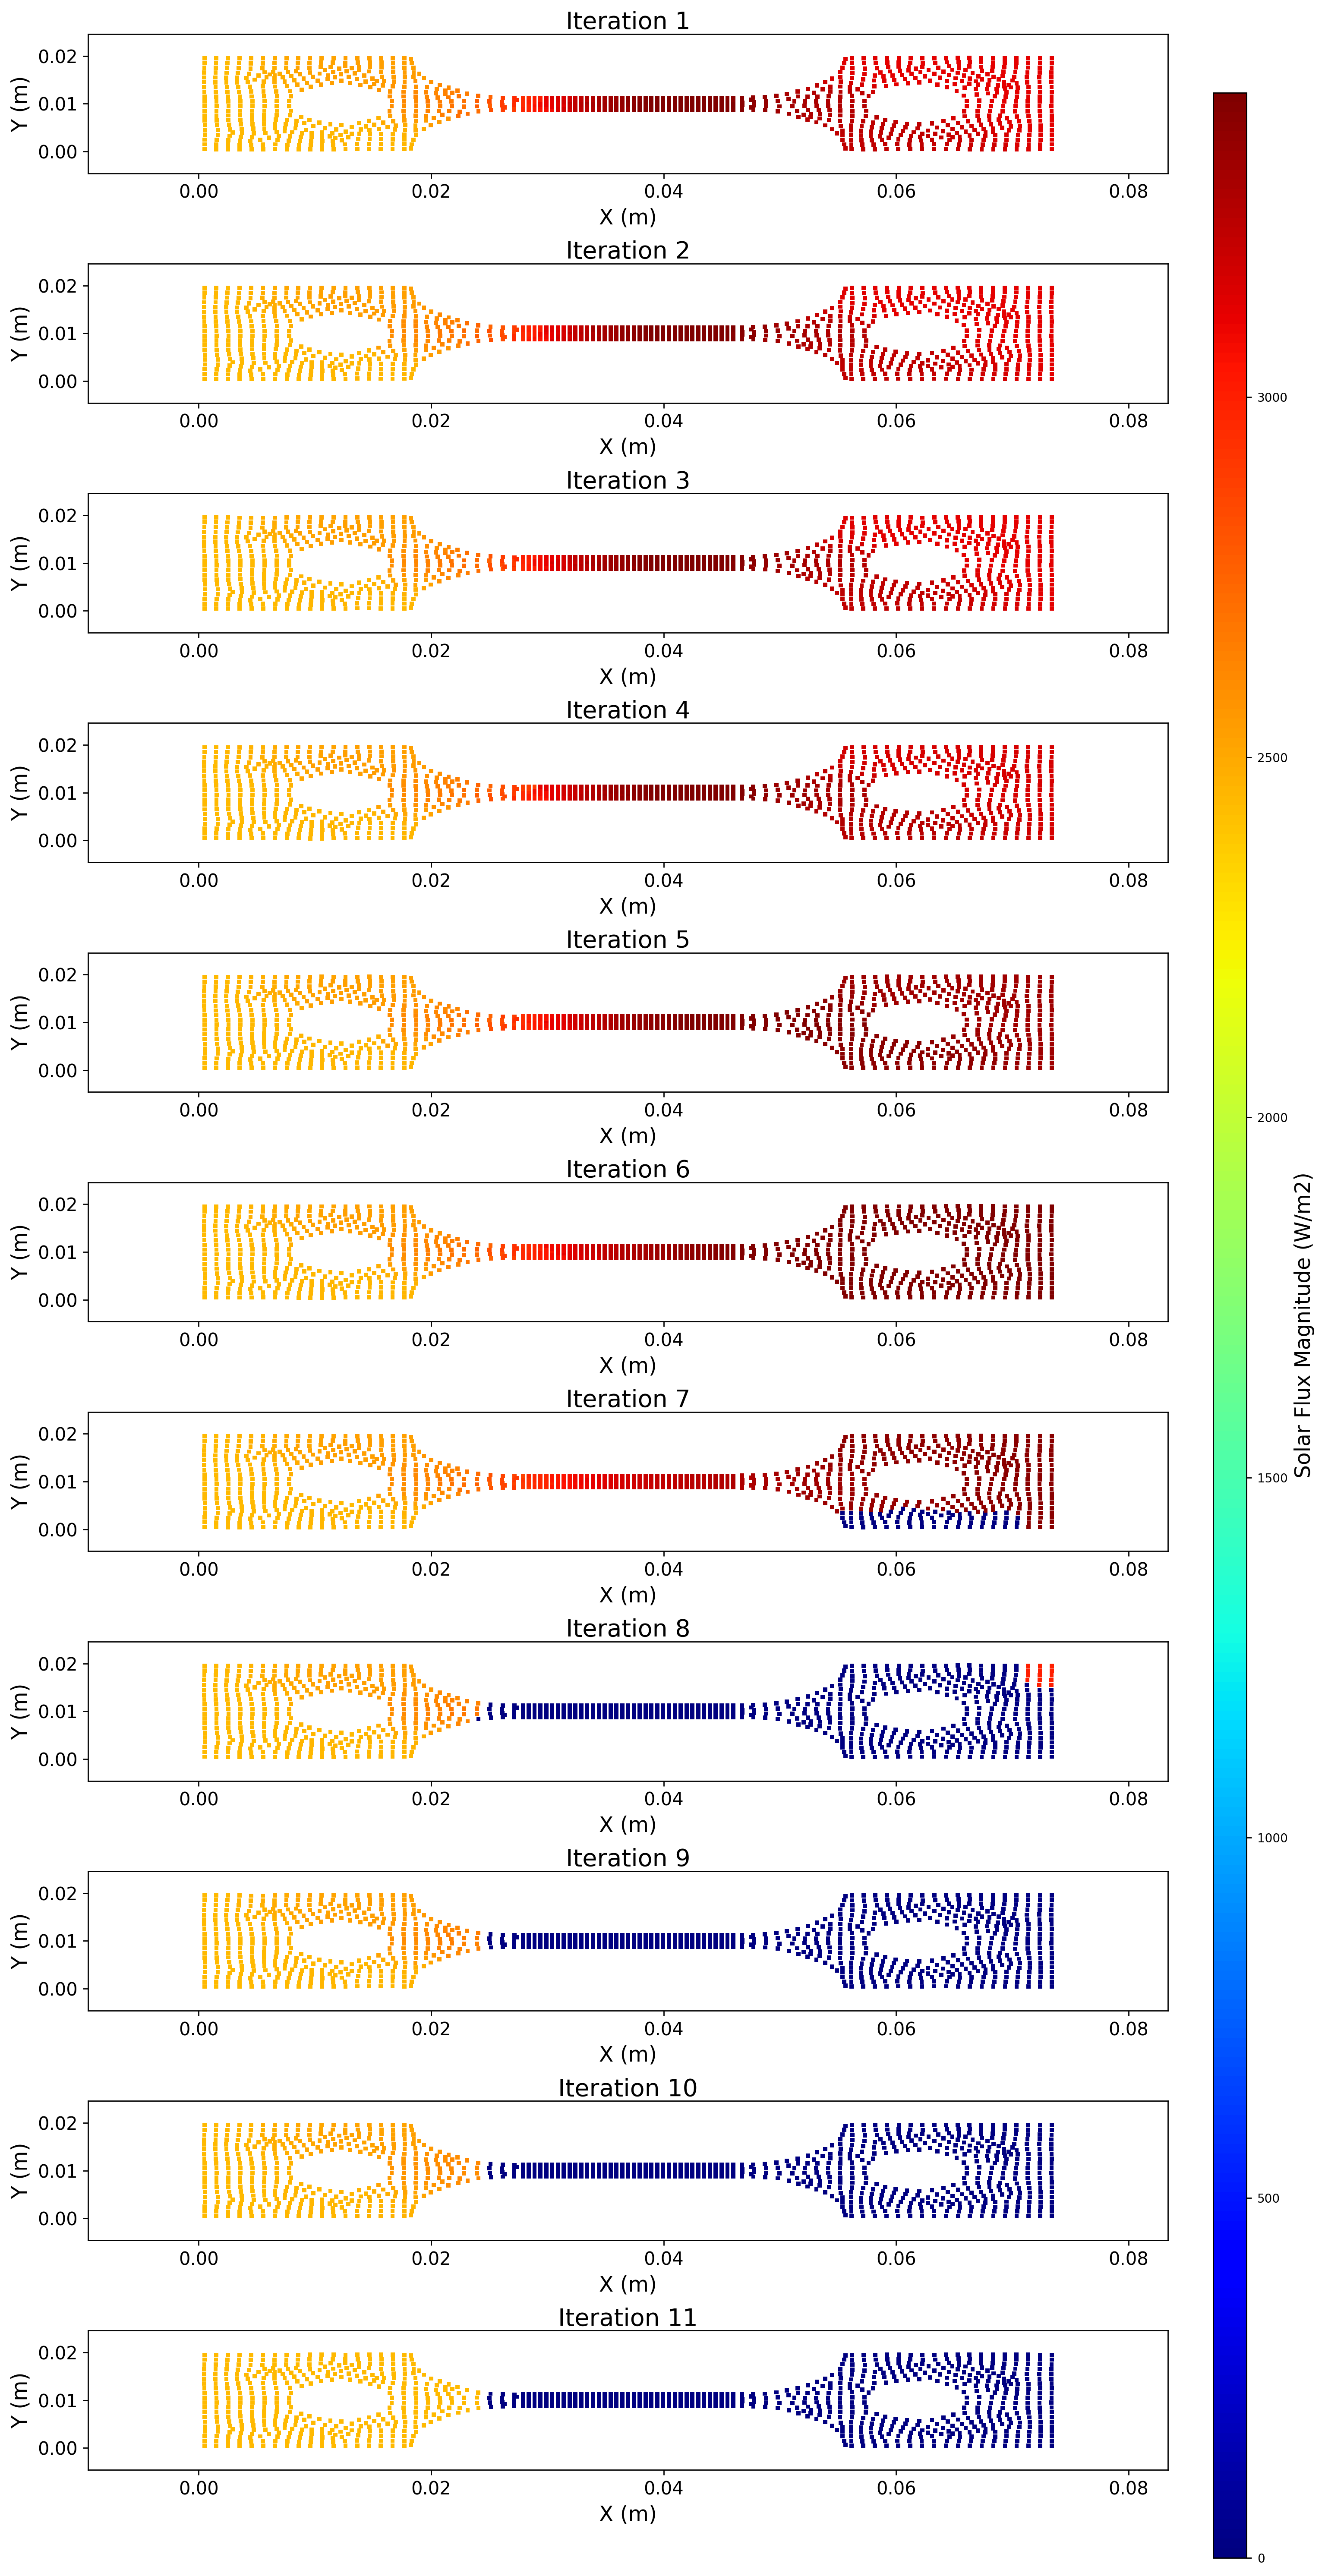 Iteration 1
Y (m)
0.02
0.01
0.00
0.00 0.02 0.04 0.06 0.08
X (m)
Iteration 2
Y (m)
0.02
0.01
0.00
0.00 0.02 0.04 0.06 0.08
X (m)
Iteration 3
Y (m)
0.02
0.01
0.00
0.00 0.02 0.04 0.06 0.08
X (m)
Iteration 4
Y (m)
0.02
0.01
0.00
0.00 0.02 0.04 0.06 0.08
X (m)
Iteration 5
Y (m)
0.02
0.01
0.00
0.00 0.02 0.04 0.06 0.08
X (m)
Iteration 6
Y (m)
0.02
0.01
0.00
0.00 0.02 0.04 0.06 0.08
X (m)
Iteration 7
Y (m)
0.02
0.01
0.00
0.00 0.02 0.04 0.06 0.08
X (m)
Iteration 8
Y (m)
0.02
0.01
0.00
0.00 0.02 0.04 0.06 0.08
X (m)
Iteration 9
Y (m)
0.02
0.01
0.00
0.00 0.02 0.04 0.06 0.08
X (m)
Iteration 10
Y (m)
0.02
0.01
0.00
0.00 0.02 0.04 0.06 0.08
X (m)
Iteration 11
Y (m)
0.02
0.01
0.00
0.00 0.02 0.04 0.06 0.08
X (m)
3000
2500
2000
1500
1000
500
0
Solar Flux Magnitude (W/m2)